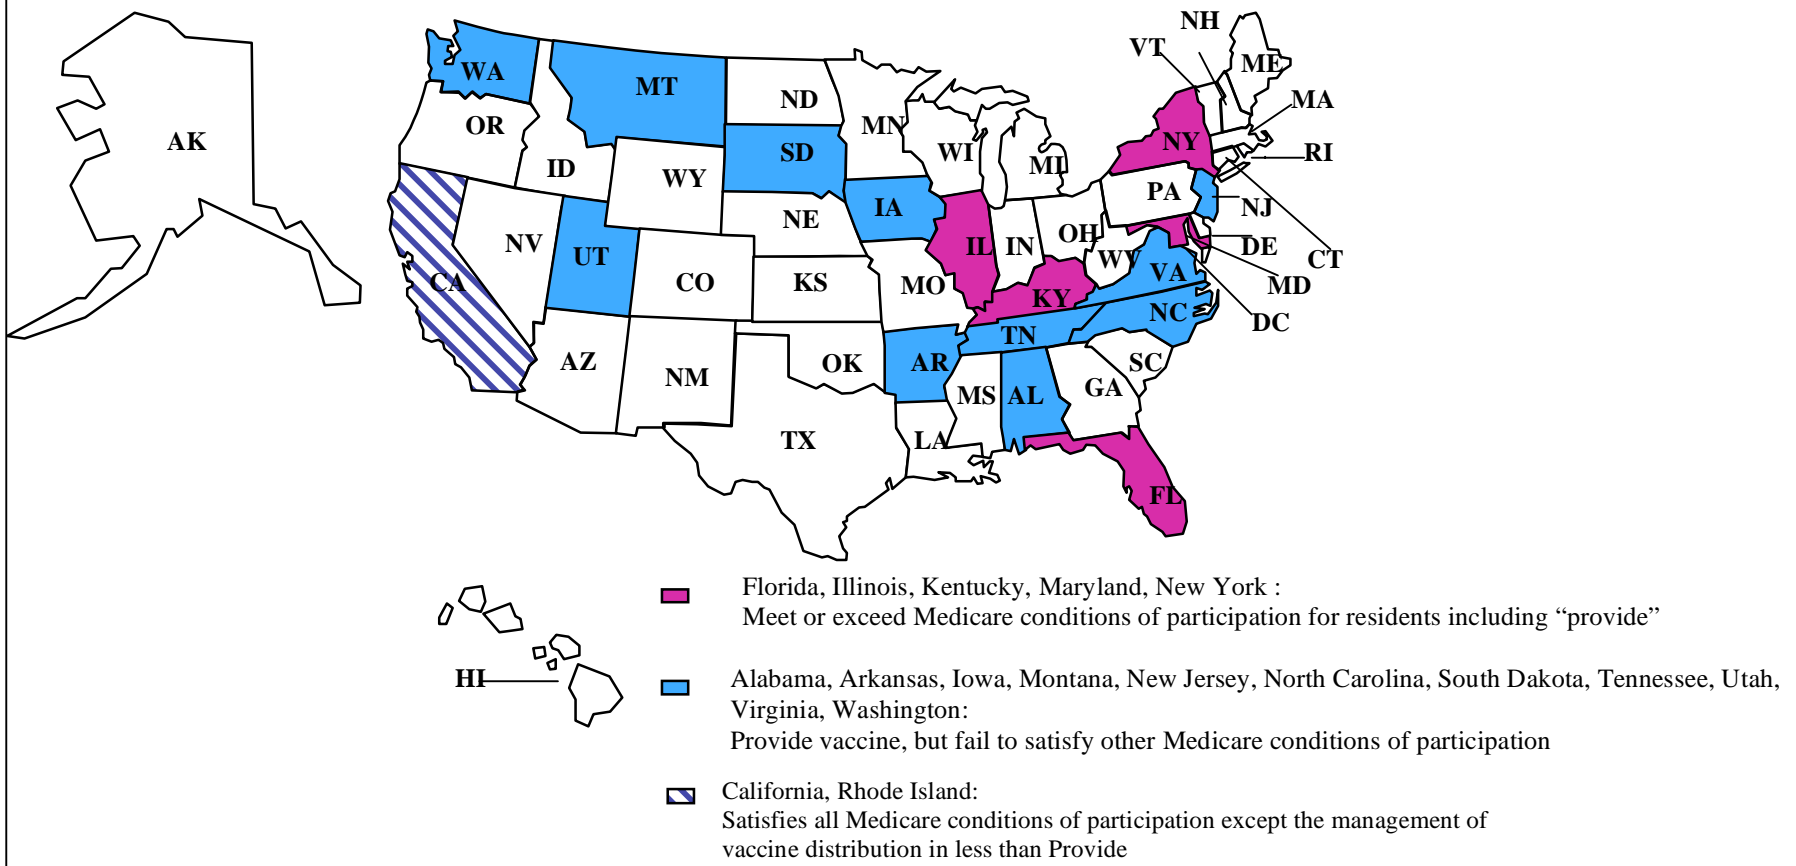 NH
VT
ME
WA
MT
ND
MA
MN
OR
AK
NY
SD
WI
RI
MI
ID
WY
PA
IA
NJ
NE
OH
NV
IL
IN
DE
UT
WV
CT
VA
CO
KS
CA
MO
MD
KY
NC
DC
TN
AZ
OK
AR
SC
NM
GA
MS
AL
TX
LA
FL
Florida, Illinois, Kentucky, Maryland, New York :
Meet or exceed Medicare conditions of participation for residents including “provide”
HI
Alabama, Arkansas, Iowa, Montana, New Jersey, North Carolina, South Dakota, Tennessee, Utah,
Virginia, Washington:
Provide vaccine, but fail to satisfy other Medicare conditions of participation
California, Rhode Island:
Satisfies all Medicare conditions of participation except the management of
vaccine distribution in less than Provide